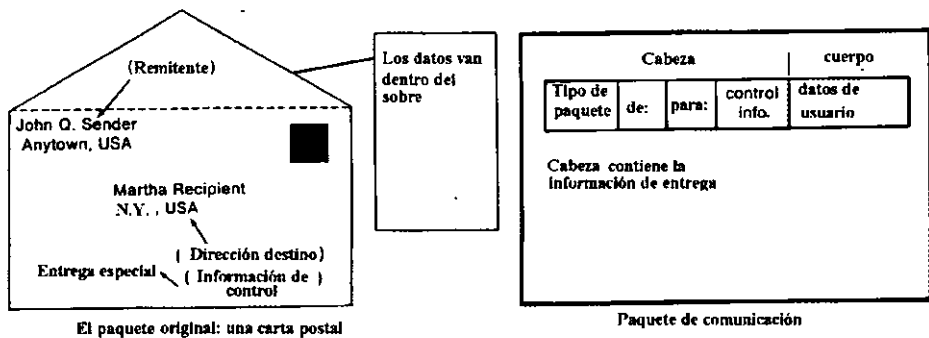 (Remitente)
John Q. Sender
Anytown, USA
Martha Recipient
N.Y. , USA
( Dirección destino)
Entrega especial
( Información de )
control
El paquete original: una carta postal
Los datos van
dentro del
sobre
Cabeza
cuerpo
Tipo de
paquete
de:
para:
control
info.
datos de
usuario
Cabeza contiene la
información de entrega
Paquete de comunicación